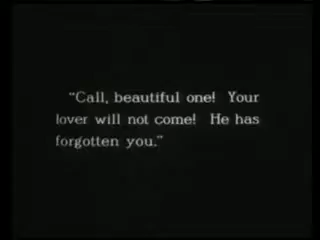 "Call, beautiful one! Your
lover will not come! He has
forgotten you."